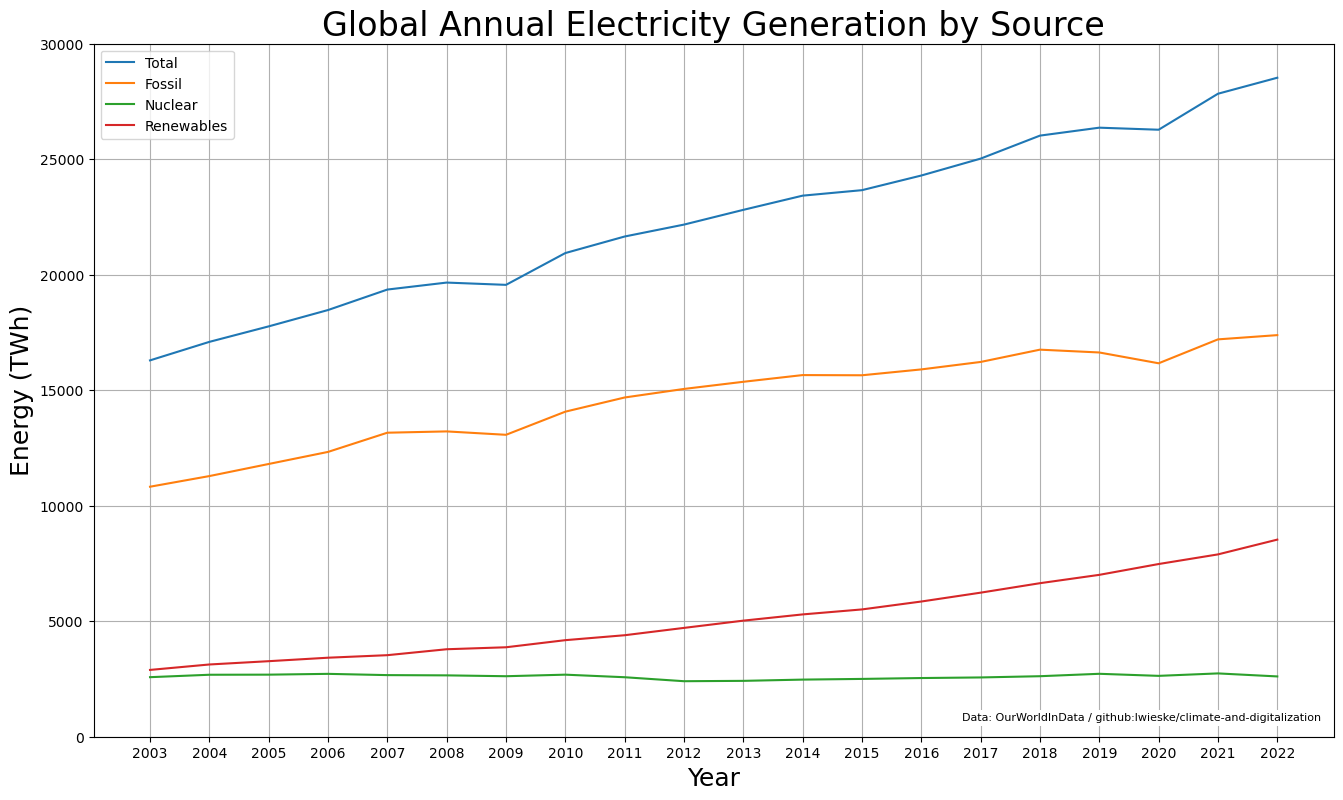 Global Annual Electricity Generation by Source
30000
25000
20000
15000
10000
5000
0
Total
Fossil
Nuclear
Renewables
Energy (TWh)
Data: OurWorldInData / github:lwieske/climate-and-digitalization
2003 2004 2005 2006 2007 2008 2009 2010 2011 2012 2013 2014 2015 2016 2017 2018 2019 2020 2021 2022
Year